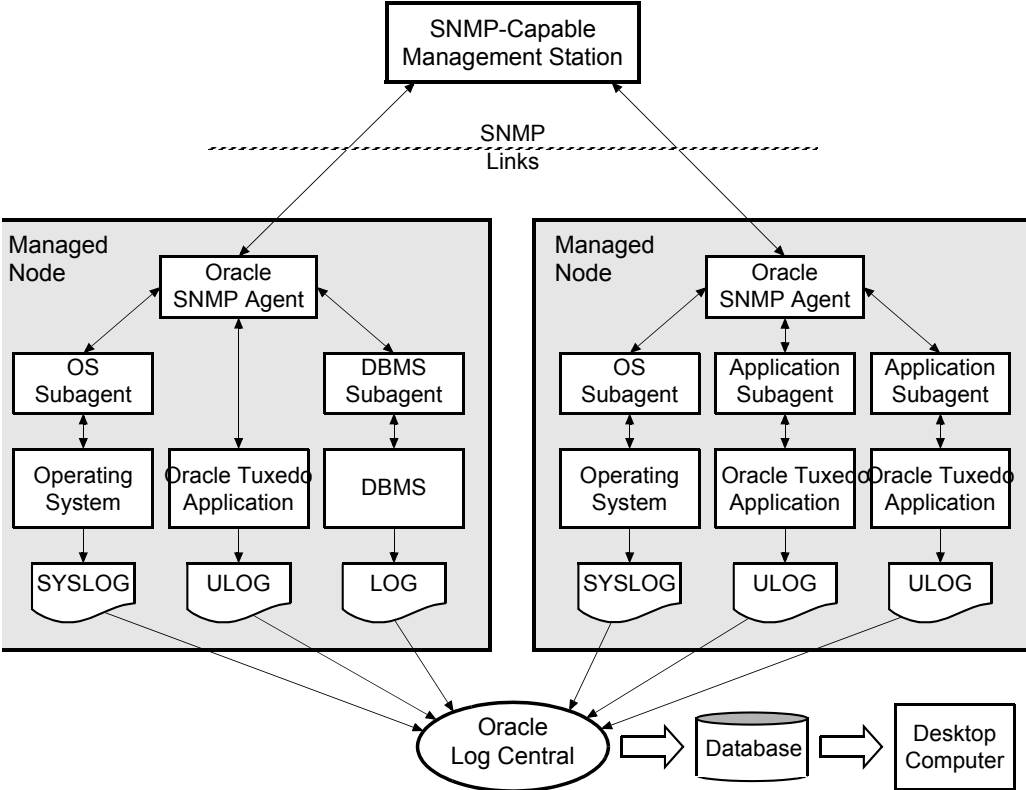 SNMP-Capable
Management Station
SNMP
Links
Managed
Node
Oracle
SNMP Agent
OS
Subagent
DBMS
Subagent
Operating
System
Oracle Tuxedo
Application
DBMS
SYSLOG
ULOG
LOG
Managed
Node
Oracle
SNMP Agent
OS
Subagent
Application
Subagent
Application
Subagent
Operating
System
Oracle Tuxedo
Application
Oracle Tuxedo
Application
SYSLOG
ULOG
ULOG
Oracle
Log Central
Database
Desktop
Computer